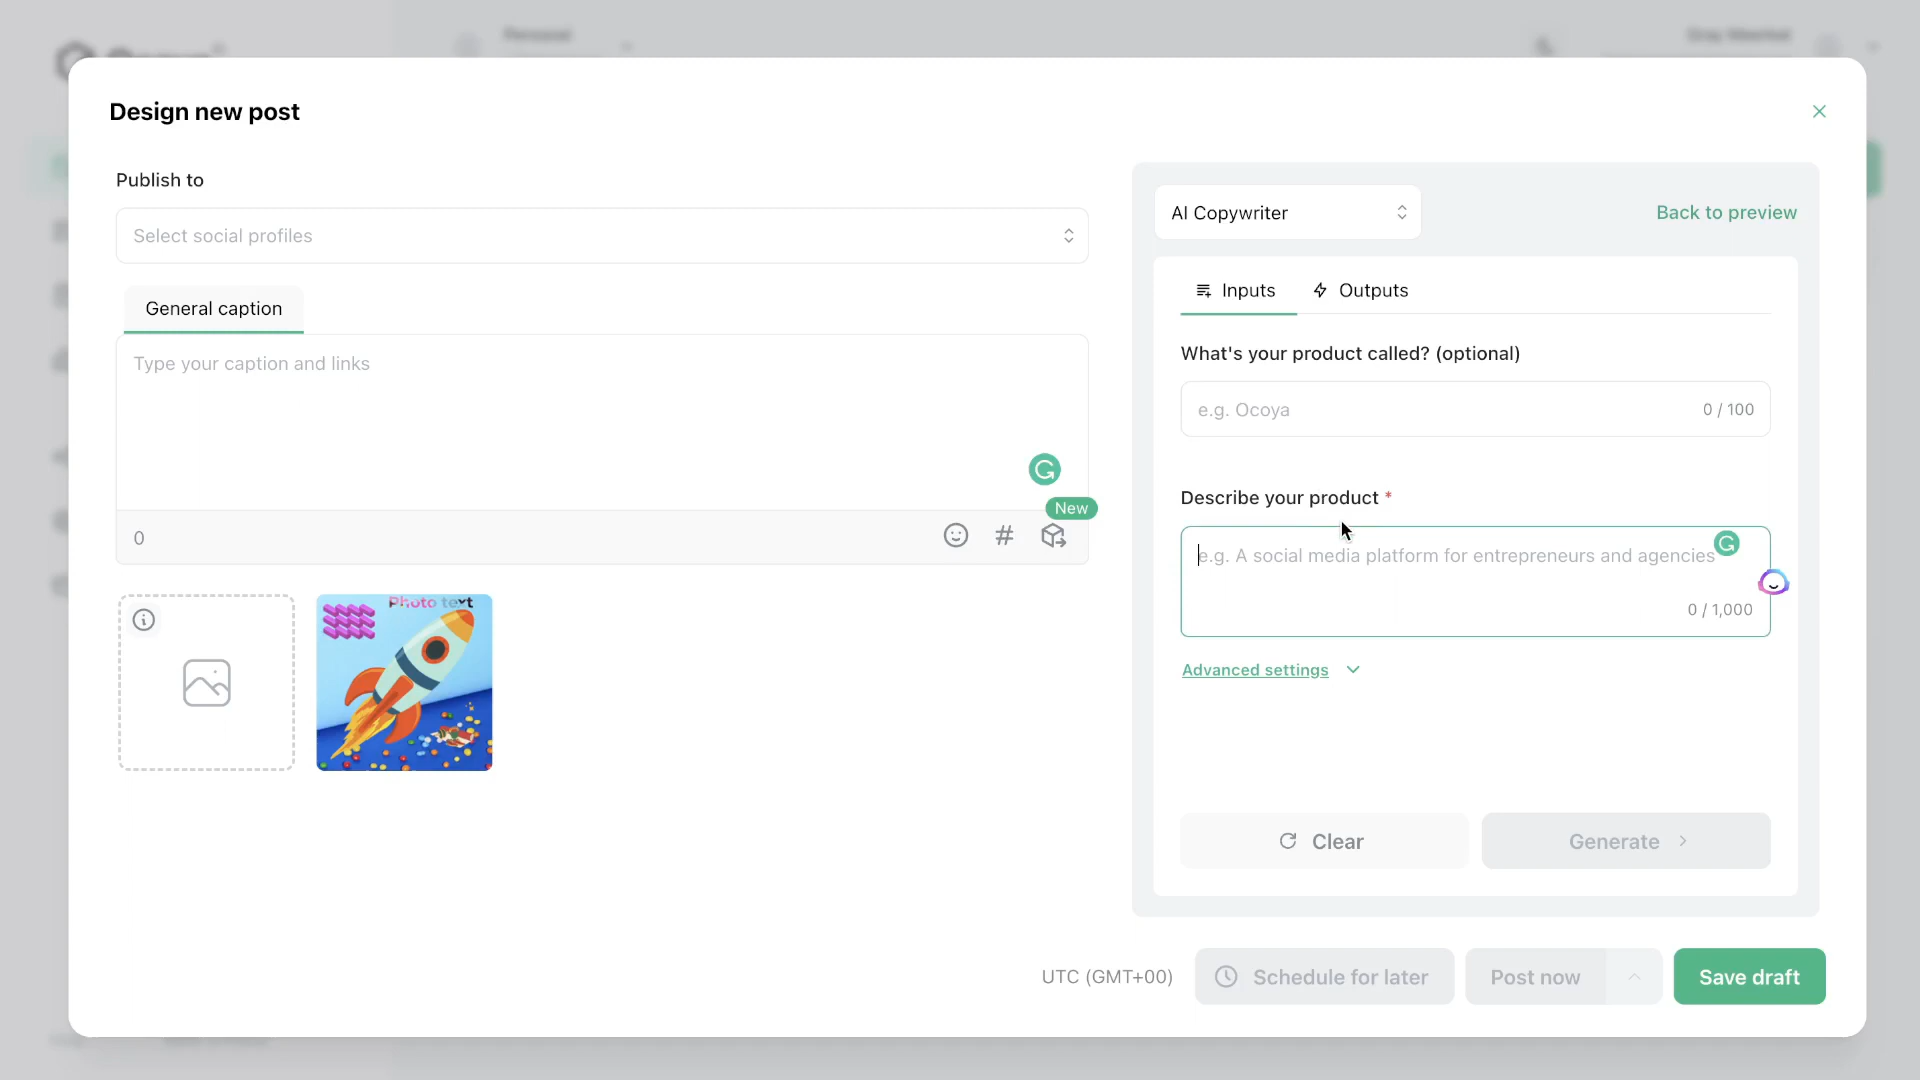 Personal
Design new post
Publish to
Select social profiles
General caption
Type your caption and links
New
0
Photo text
AI Copywriter
Back to preview
Inputs
Outputs
What's your product called? (optional)
e.g. Ocoya
0 / 100
Describe your product *
e.g. A social media platform for entrepreneurs and agencies
0 / 1,000
Advanced settings
Clear
Generate
UTC (GMT+00)
Schedule for later
Post now
Save draft